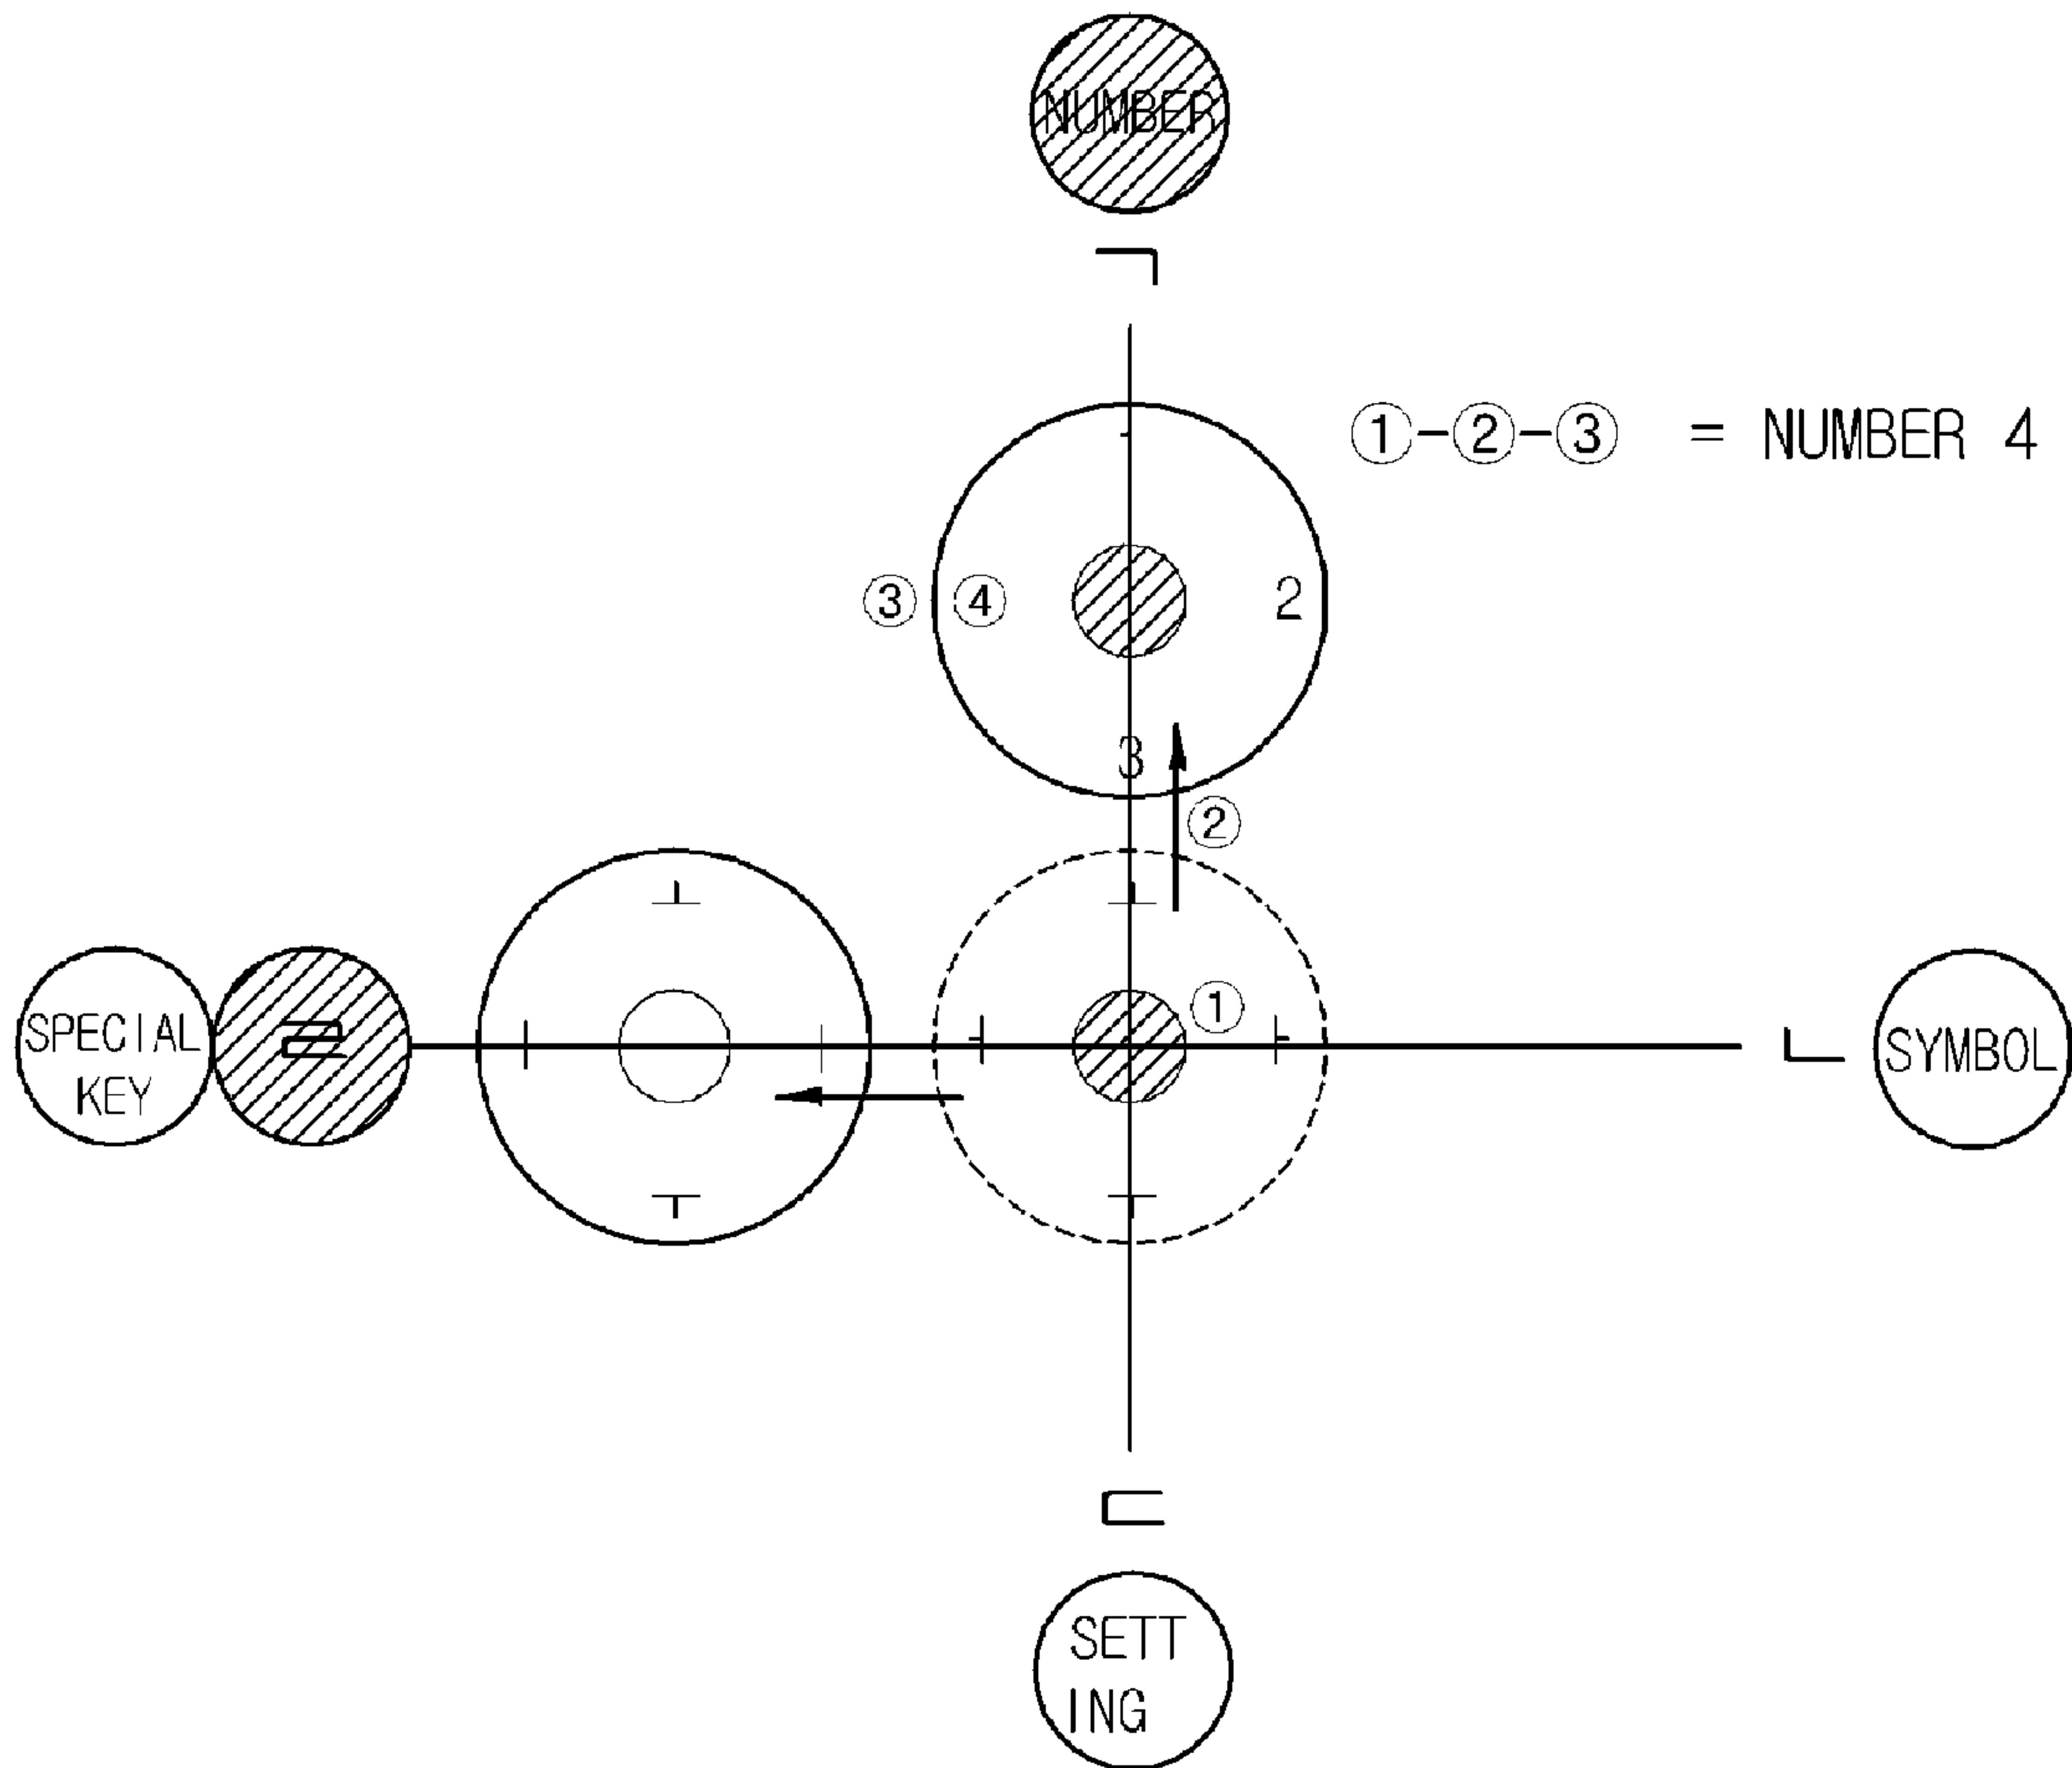 NUMBER
ㄱ
①-②-③ = NUMBER 4
③ ④ 2
3
②
ㅗ ㅗ
①
SPECIAL
KEY
ㄹ
ㅓ ㅏ
ㄴ
SYMBOL
ㅜ ㅜ
ㄷ
SETT
ING